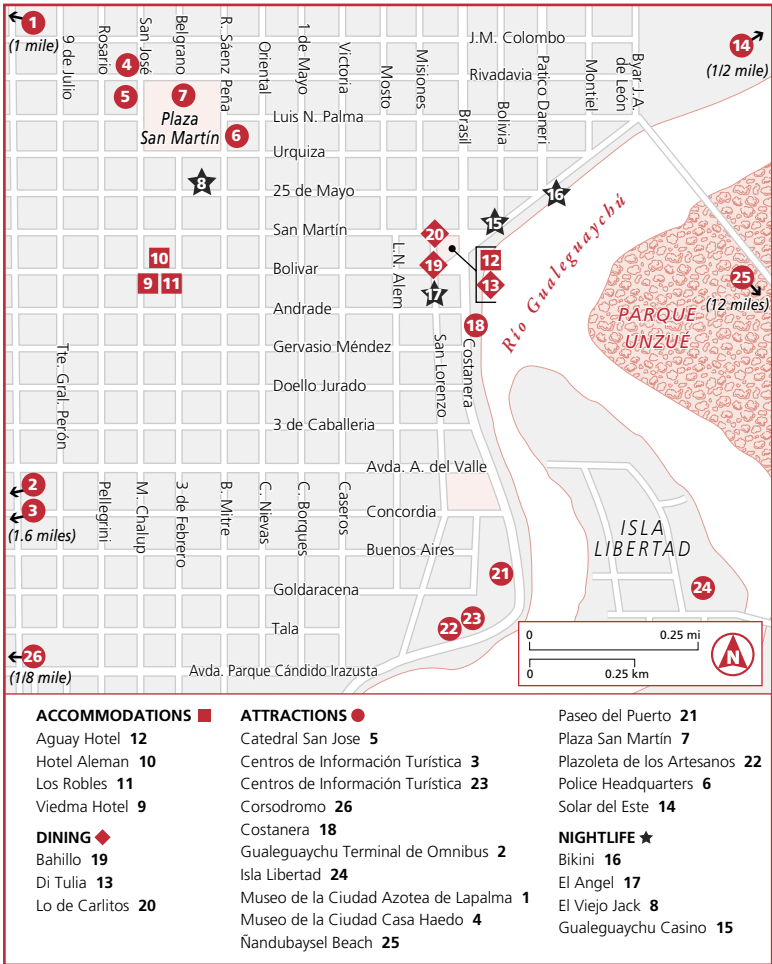 1
(1 mile)
9 de Julio
Rosario
San José
Belgrano
R. Sáenz Peña
Oriental
1 de Mayo
Victoria
Mosto
Misiones
Brasil
Bolivia
Patico Daneri
Montiel
Byar J.A.
de León
J.M. Colombo
Rivadavia
14
(1/2 mile)
4
5
7
Plaza
San Martín
6
Luis N. Palma
Urquiza
8
25 de Mayo
16
15
San Martín
20
10
L.N. Alem
19
12
Bolivar
9
11
17
13
25
(12 miles)
Río Gualeguaychú
PARQUE
UNZUÉ
Andrade
18
Gervasio Méndez
San Lorenzo
Costanera
Doello Jurado
Tte. Gral. Perón
3 de Caballeria
Avda. A. del Valle
2
3
(1.6 miles)
Pellegrini
M. Chalup
3 de Febrero
B. Mitre
C. Nievas
C. Borques
Caseros
Concordia
Buenos Aires
ISLA
LIBERTAD
21
24
Goldaracena
23
22
Tala
26
(1/8 mile)
Avda. Parque Cándido Irazusta
0
0.25 mi
0
0.25 km
N
ACCOMMODATIONS
Aguay Hotel 12
Hotel Aleman 10
Los Robles 11
Viedma Hotel 9
DINING
Bahillo 19
Di Tulia 13
Lo de Carlitos 20
ATTRACTIONS
Catedral San Jose 5
Centros de Información Turística 3
Centros de Información Turística 23
Corsodromo 26
Costanera 18
Gualeguaychu Terminal de Omnibus 2
Isla Libertad 24
Museo de la Ciudad Azotea de Lapalma 1
Museo de la Ciudad Casa Haedo 4
Ñandubaysel Beach 25
Paseo del Puerto 21
Plaza San Martín 7
Plazoleta de los Artesanos 22
Police Headquarters 6
Solar del Este 14
NIGHTLIFE
Bikini 16
El Angel 17
El Viejo Jack 8
Gualeguaychu Casino 15